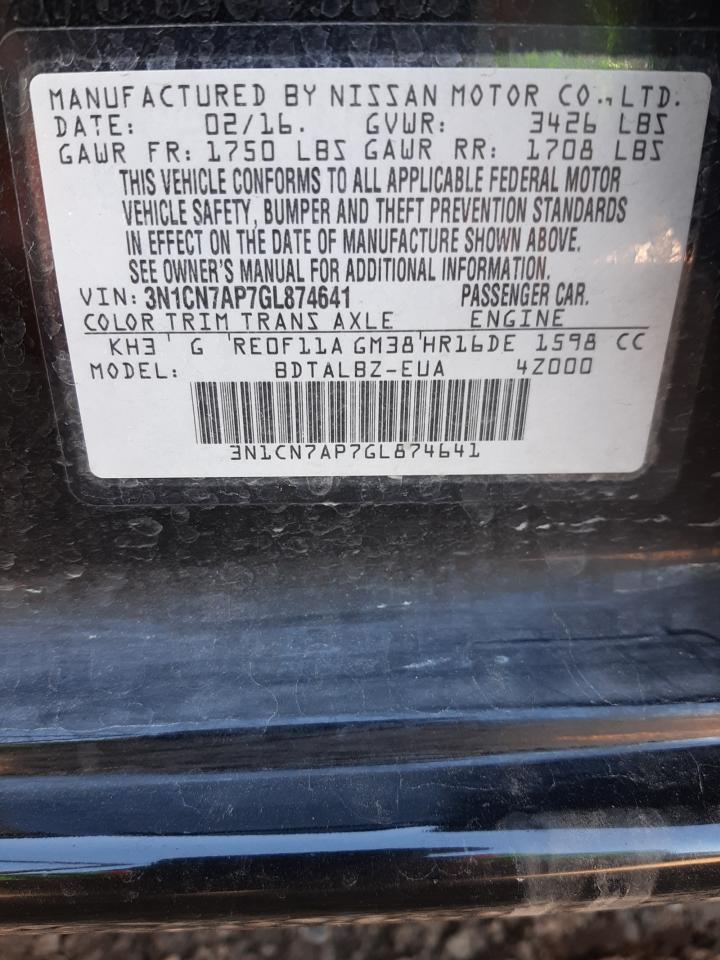 MANUFACTURED BY NISSAN MOTOR CO., LTD.
DATE: 02/16. GVWR: 3426 LBS
GAWR FR: 1750 LBS GAWR RR: 1708 LBS
THIS VEHICLE CONFORMS TO ALL APPLICABLE FEDERAL MOTOR
VEHICLE SAFETY, BUMPER AND THEFT PREVENTION STANDARDS
IN EFFECT ON THE DATE OF MANUFACTURE SHOWN ABOVE.
SEE OWNER'S MANUAL FOR ADDITIONAL INFORMATION.
VIN: 3N1CN7AP7GL874641 PASSENGER CAR.
COLOR TRIM TRANS AXLE ENGINE
KH3 G RE0F11A GM38 HR16DE 1598 CC
MODEL: BDTALBZ-EUA 4Z000
3N1CN7AP7GL874641